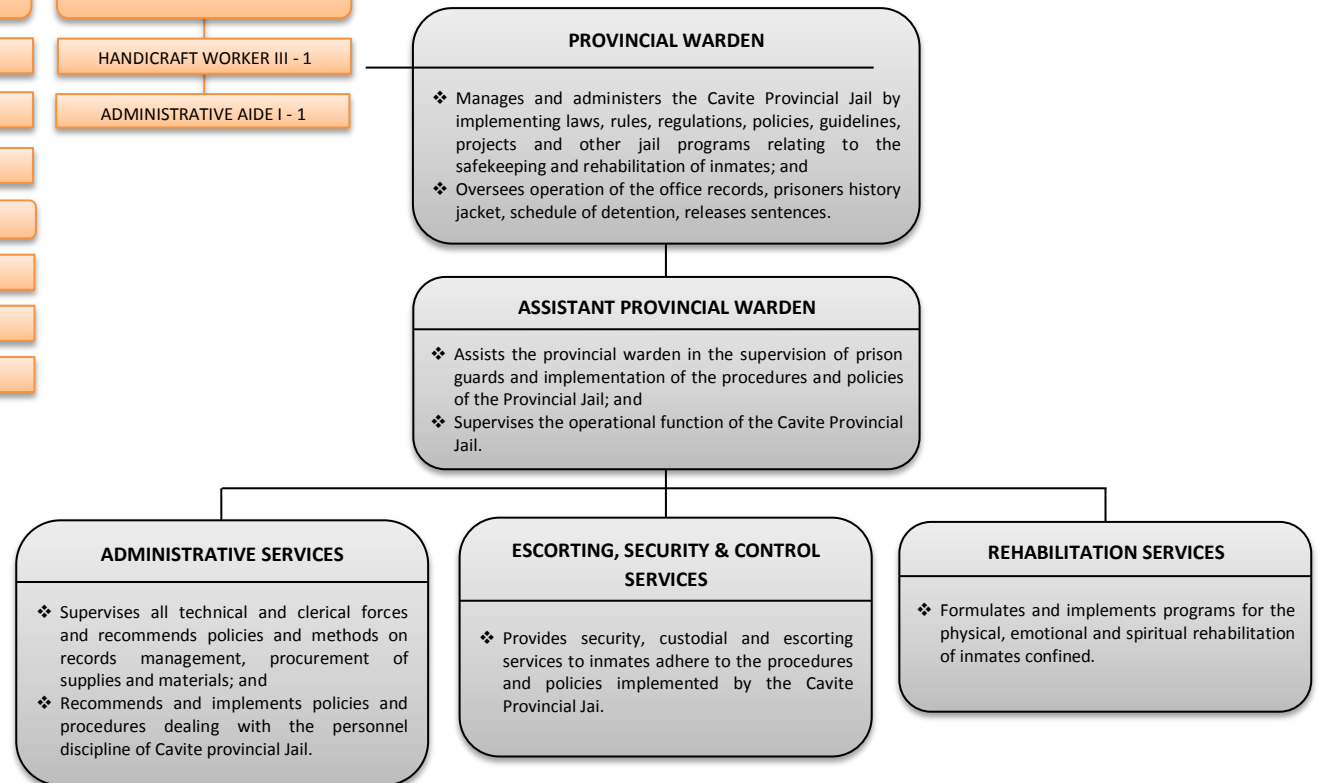 HANDICRAFT WORKER III - 1
ADMINISTRATIVE AIDE I - 1
PROVINCIAL WARDEN
❖ Manages and administers the Cavite Provincial Jail by
implementing laws, rules, regulations, policies, guidelines,
projects and other jail programs relating to the
safekeeping and rehabilitation of inmates; and
❖ Oversees operation of the office records, prisoners history
jacket, schedule of detention, releases sentences.
ASSISTANT PROVINCIAL WARDEN
❖ Assists the provincial warden in the supervision of prison
guards and implementation of the procedures and policies
of the Provincial Jail; and
❖ Supervises the operational function of the Cavite Provincial
Jail.
ADMINISTRATIVE SERVICES
❖ Supervises all technical and clerical forces
and recommends policies and methods on
records management, procurement of
supplies and materials; and
❖ Recommends and implements policies and
procedures dealing with the personnel
discipline of Cavite provincial Jail.
ESCORTING, SECURITY & CONTROL
SERVICES
❖ Provides security, custodial and escorting
services to inmates adhere to the procedures
and policies implemented by the Cavite
Provincial Jai.
REHABILITATION SERVICES
❖ Formulates and implements programs for the
physical, emotional and spiritual rehabilitation
of inmates confined.